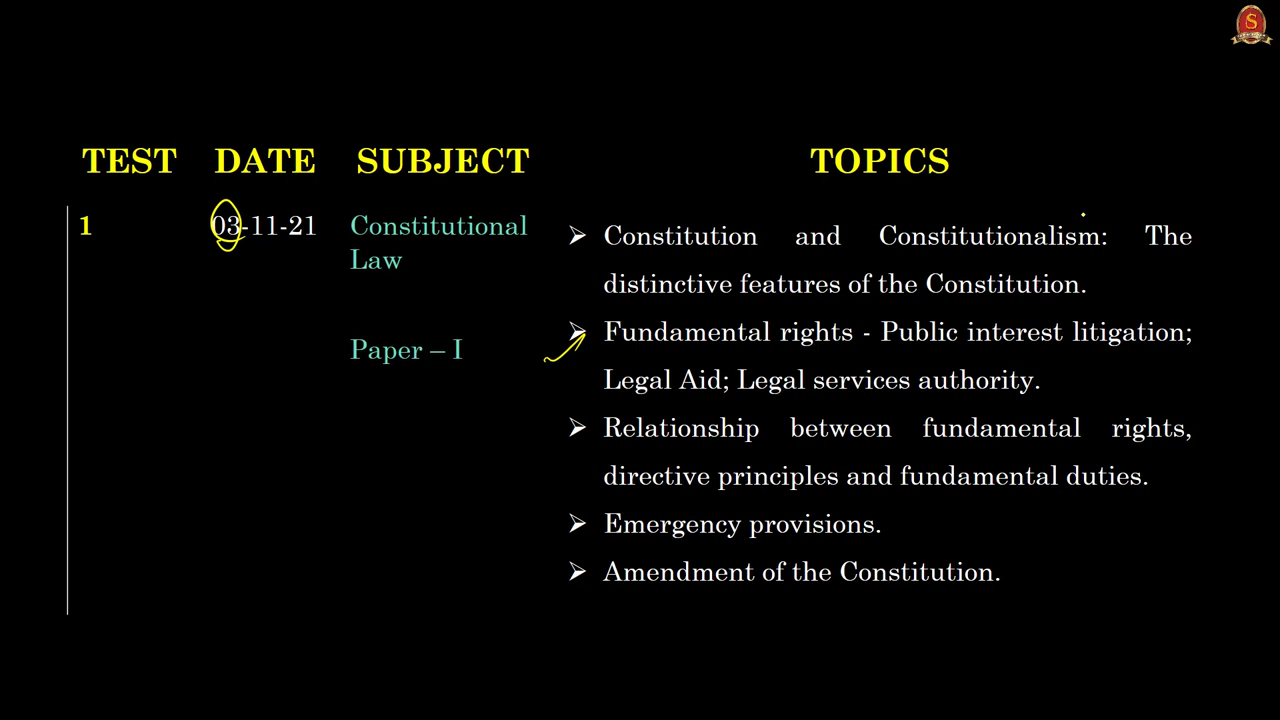 TEST DATE SUBJECT TOPICS
1 03-11-21 Constitutional Law
Paper – I
➢ Constitution and Constitutionalism: The
distinctive features of the Constitution.
➢ Fundamental rights - Public interest litigation;
Legal Aid; Legal services authority.
➢ Relationship between fundamental rights,
directive principles and fundamental duties.
➢ Emergency provisions.
➢ Amendment of the Constitution.
S